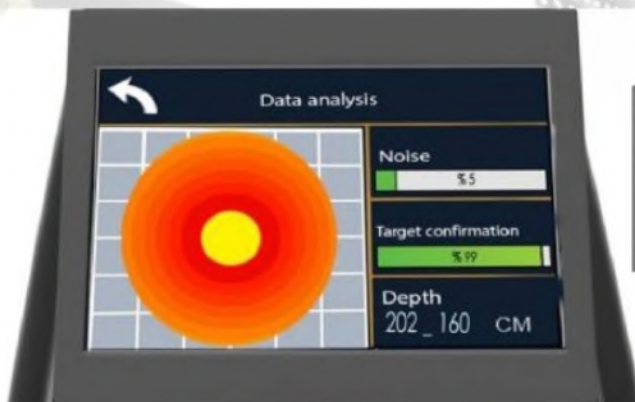 Data analysis
Noise
%5
Target confirmation
%99
Depth
202_160 CM